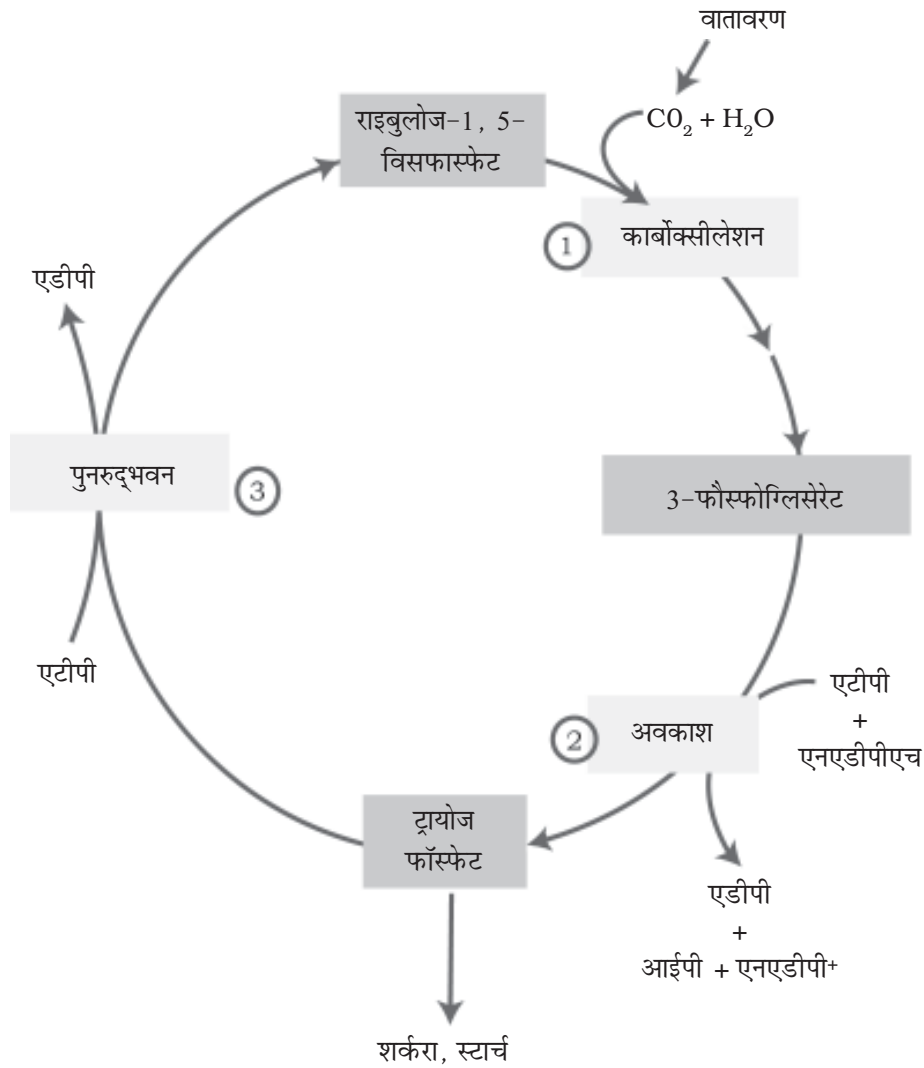 वातावरण
C0₂ + H₂O
राइबुलोज-1, 5-
विसफास्फेट
1
कार्बोक्सीलेशन
एडीपी
पुनरुद्भवन
3
3-फौस्फोग्लिसेरेट
एटीपी
एटीपी
+
एनएडीपीएच
2
अवकाश
ट्रायोज
फॉस्फेट
एडीपी
+
आईपी + एनएडीपी⁺
शर्करा, स्टार्च